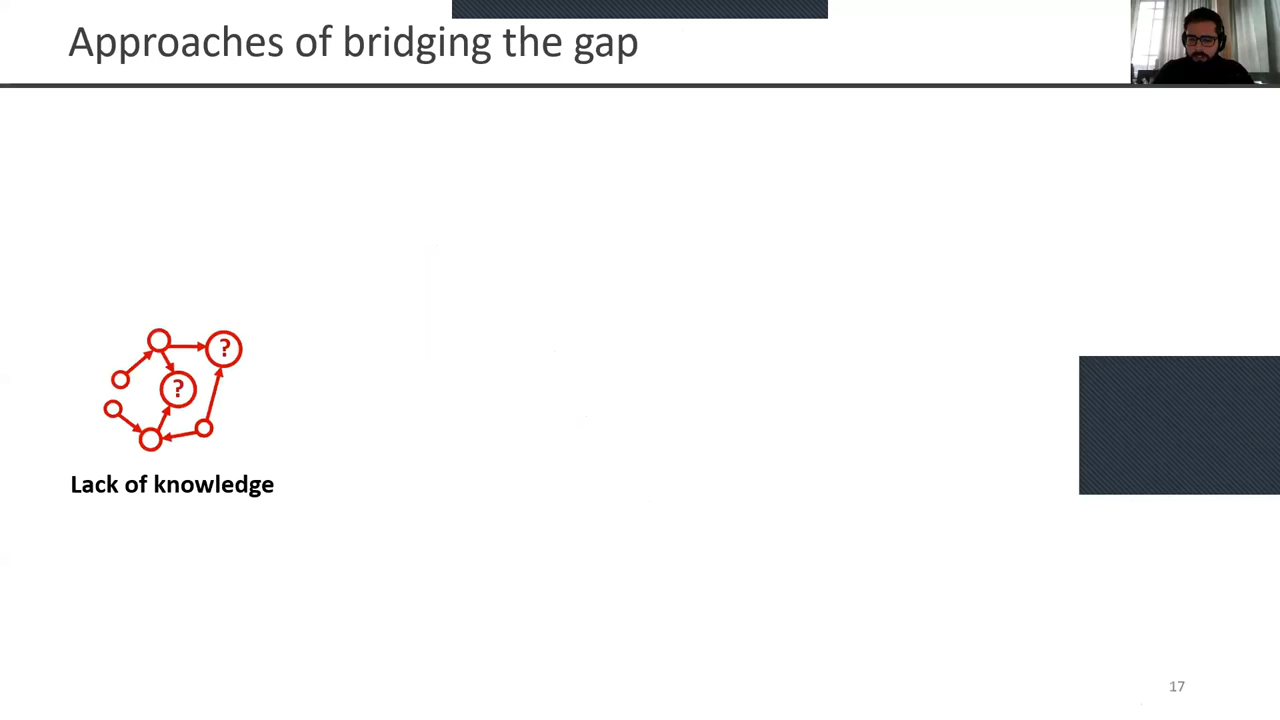 Approaches of bridging the gap
?
?
Lack of knowledge
17